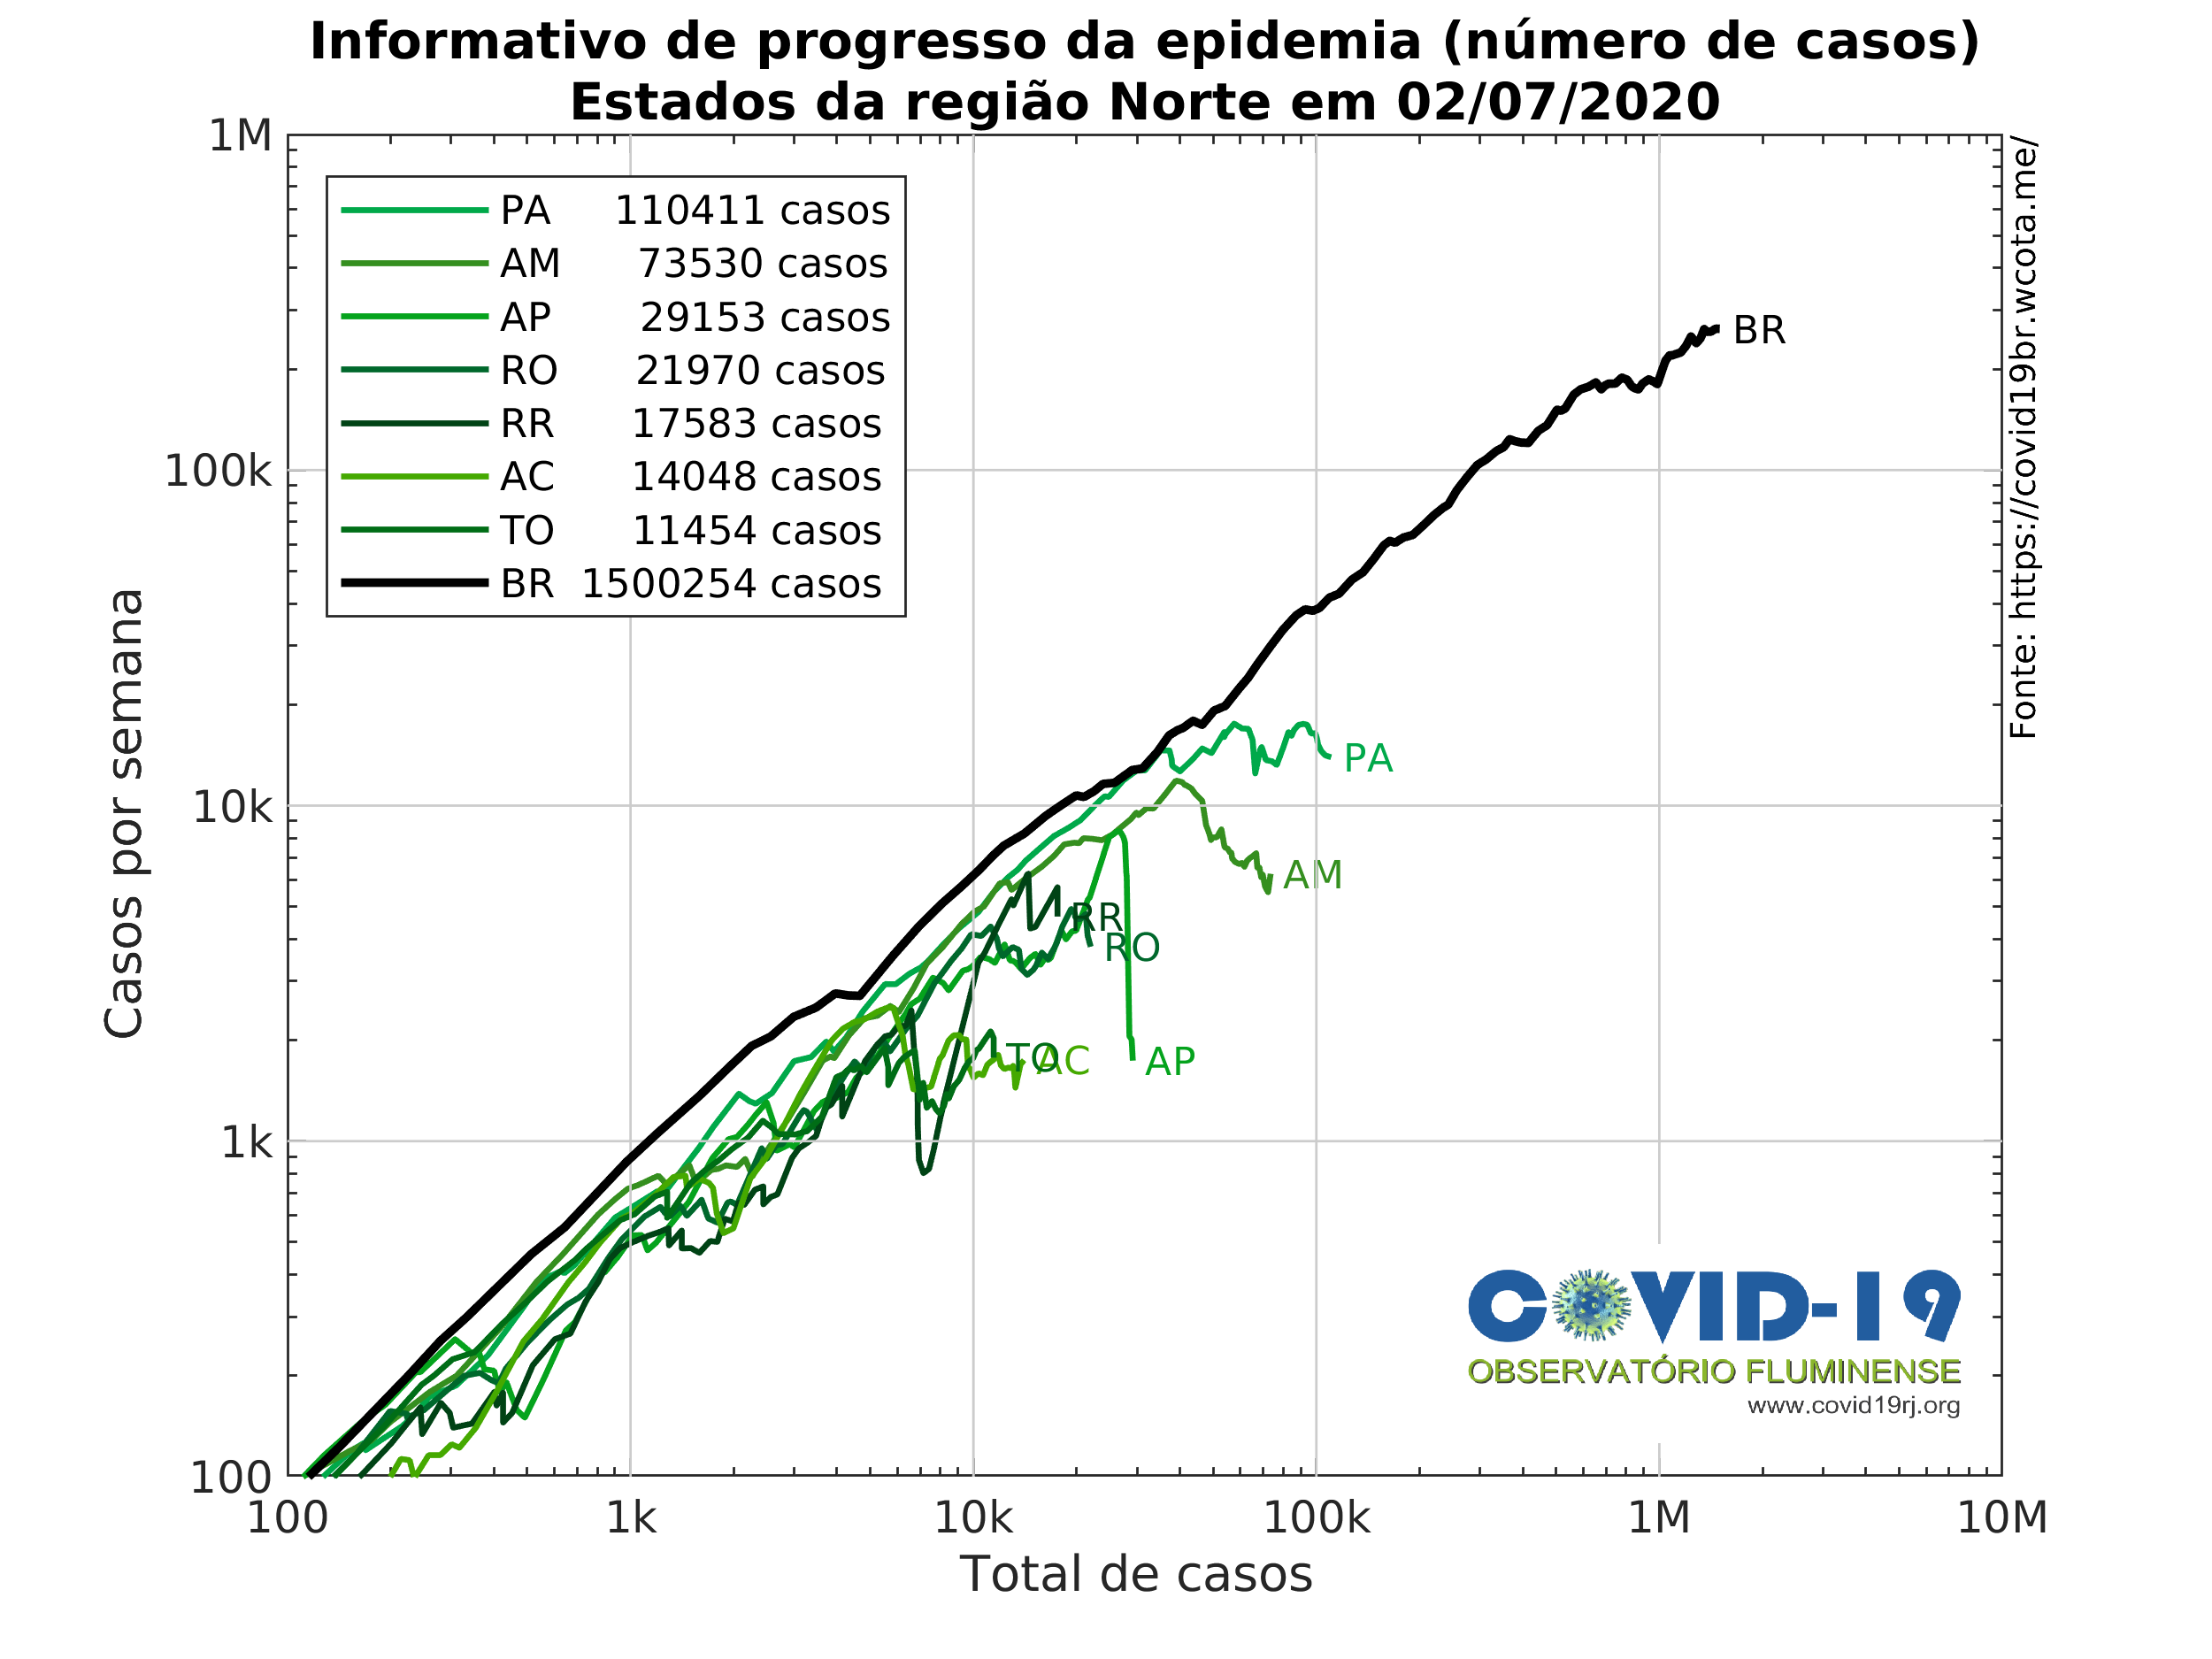 Informativo de progresso da epidemia (número de casos)
Estados da região Norte em 02/07/2020
1M
100k
10k
1k
100
Casos por semana
PA 110411 casos
AM 73530 casos
AP 29153 casos
RO 21970 casos
RR 17583 casos
AC 14048 casos
TO 11454 casos
BR 1500254 casos
BR
PA
AM
RR
RO
TO
AC
AP
Fonte: https://covid19br.wcota.me/
COVID-19
OBSERVATÓRIO FLUMINENSE
www.covid19rj.org
100 1k 10k 100k 1M 10M
Total de casos